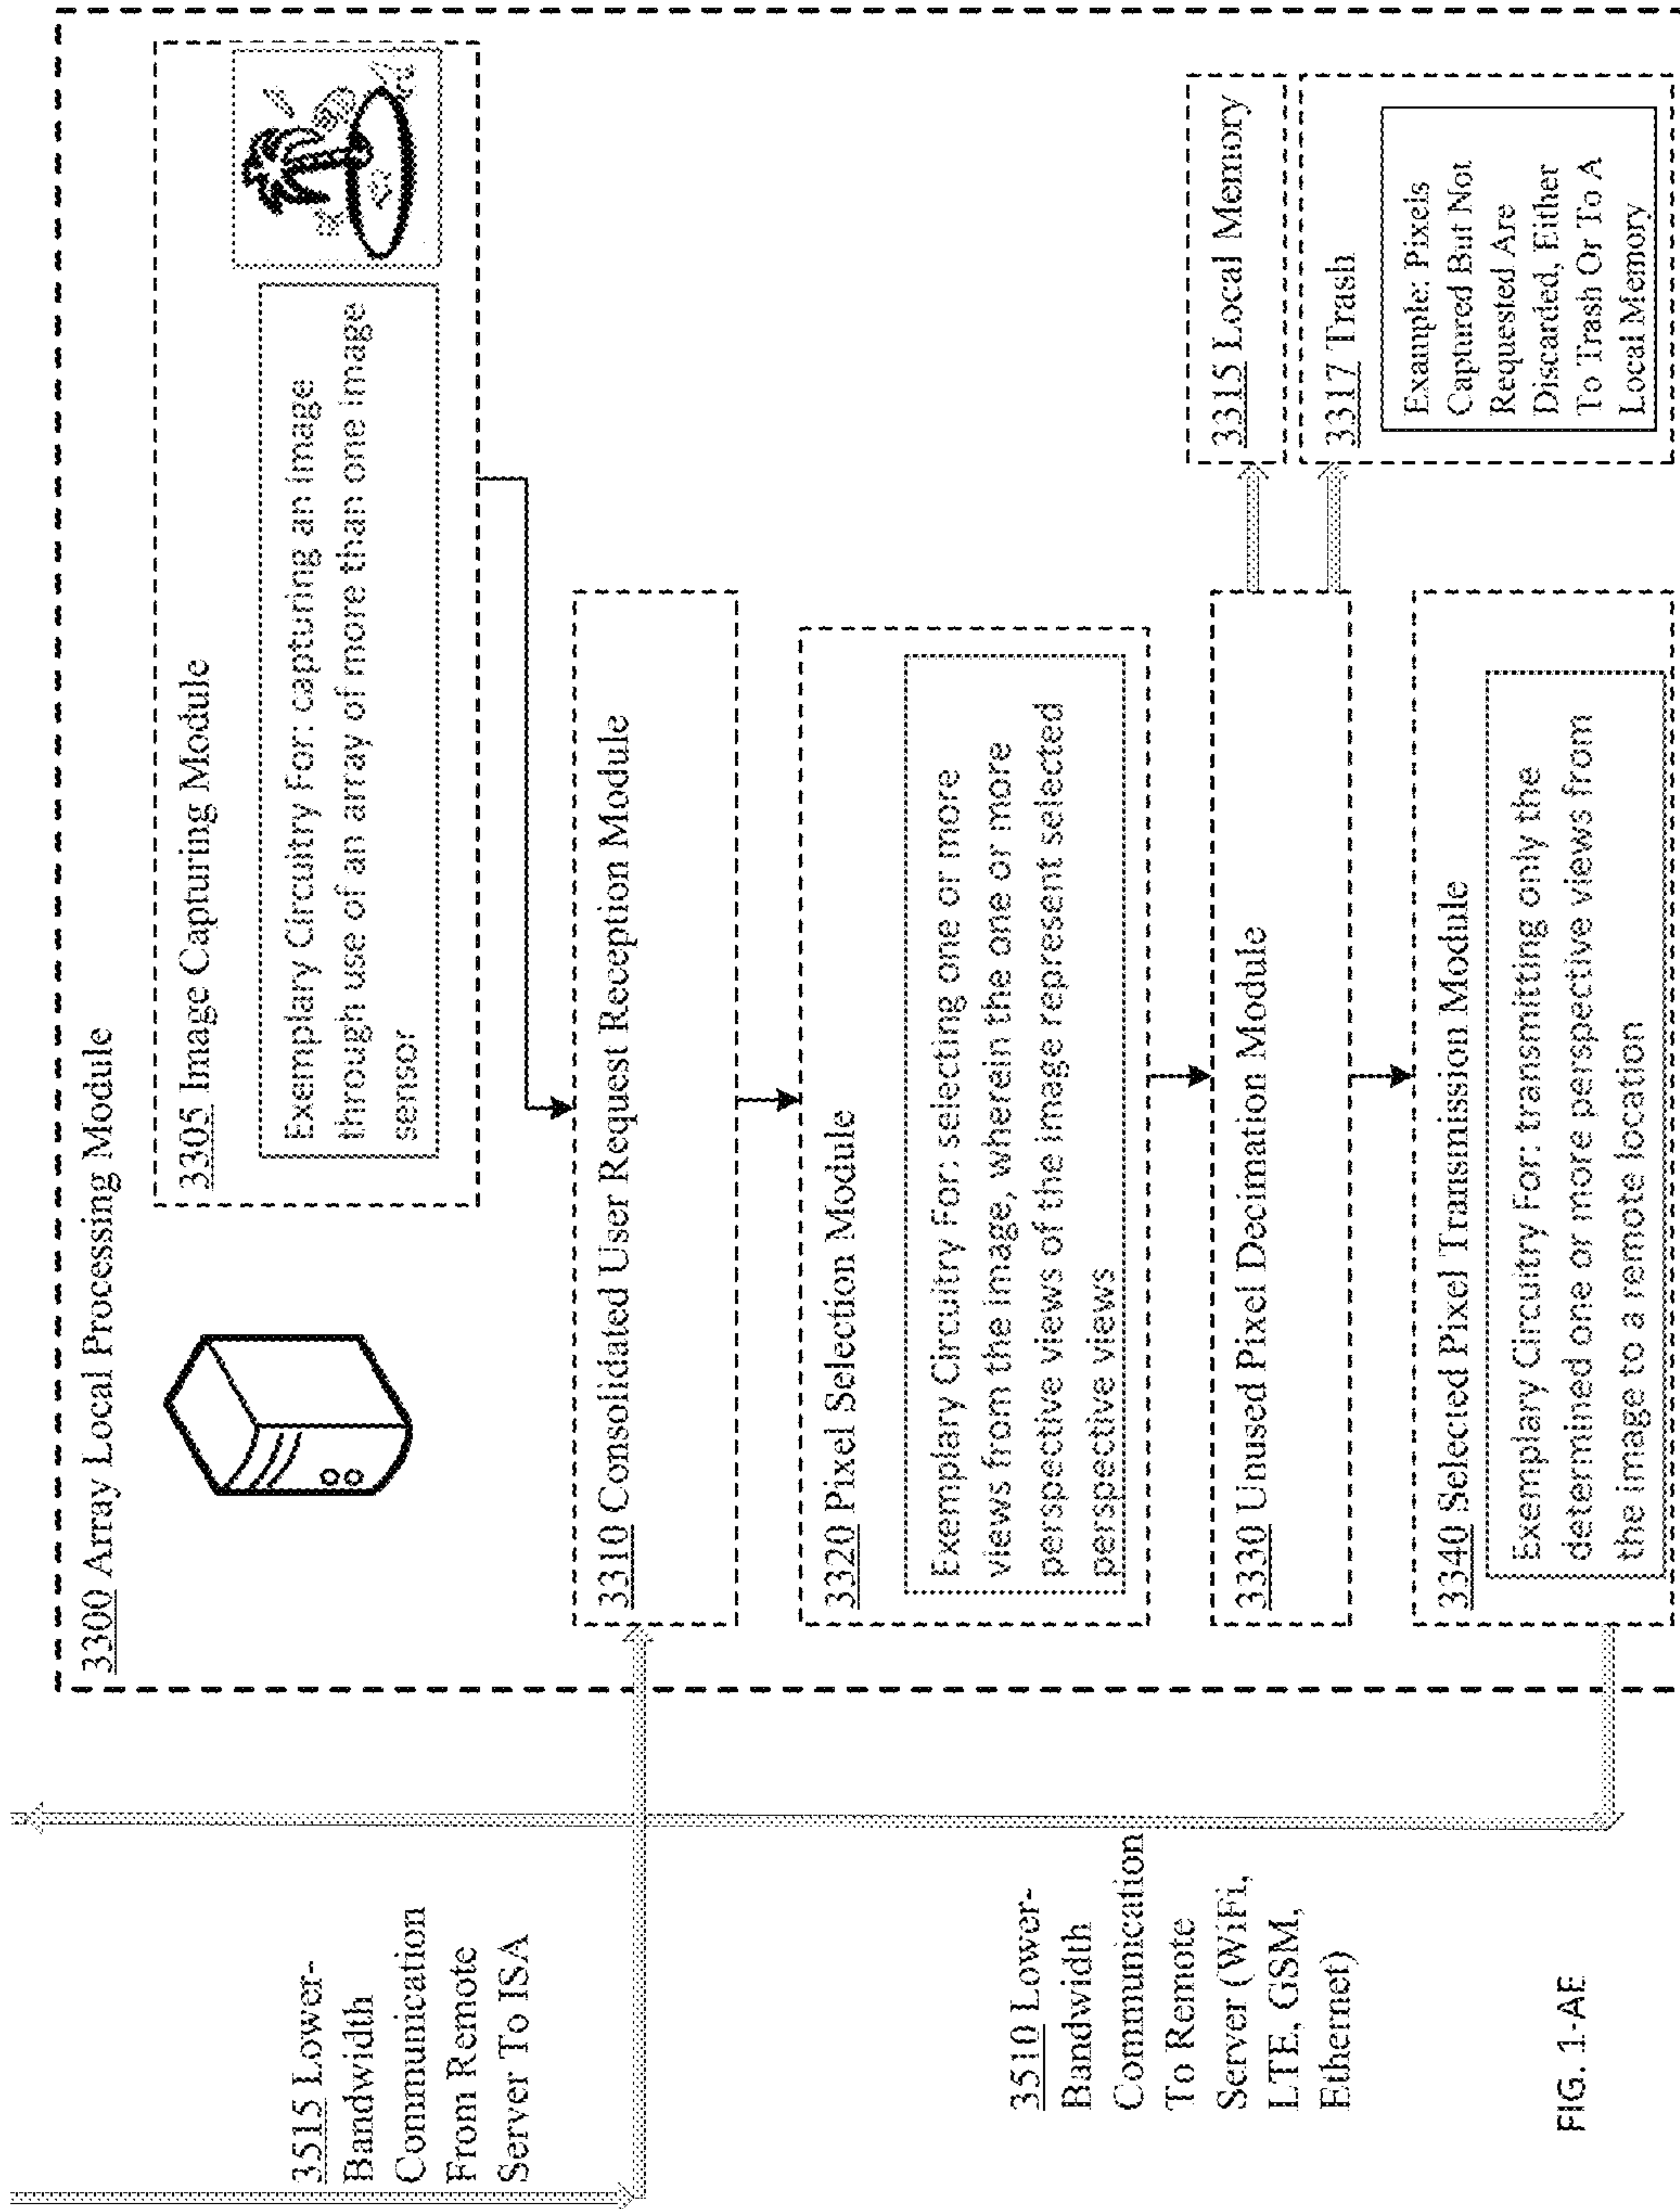 3300 Array Local Processing Module
3305 Image Capturing Module
Exemplary Circuitry For: capturing an image
through use of an array of more than one image
sensor
3310 Consolidated User Request Reception Module
3320 Pixel Selection Module
Exemplary Circuitry For: selecting one or more
views from the image, wherein the one or more
perspective views of the image represent selected
perspective views
3330 Unused Pixel Decimation Module
3315 Local Memory
3317 Trash
Example: Pixels
Captured But Not
Requested Are
Discarded, Either
To Trash Or To A
Local Memory
3340 Selected Pixel Transmission Module
Exemplary Circuitry For: transmitting only the
determined one or more perspective views from
the image to a remote location
3515 Lower-
Bandwidth
Communication
From Remote
Server To ISA
3510 Lower-
Bandwidth
Communication
To Remote
Server (WiFi,
LTE, GSM,
Ethernet)
FIG. 1-AE